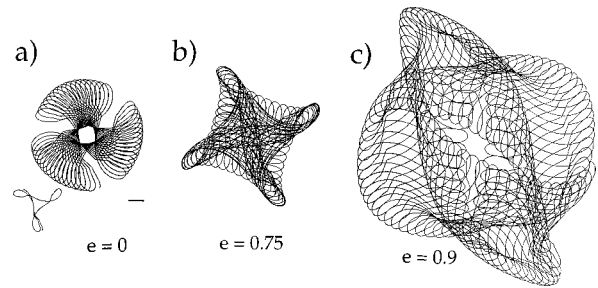 a)
b)
c)
e = 0
e = 0.75
e = 0.9